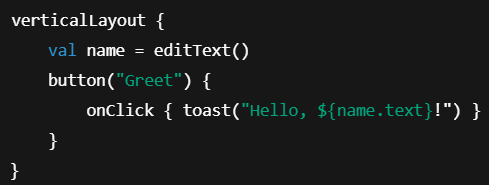 verticalLayout {
    val name = editText()
    button("Greet") {
        onClick { toast("Hello, ${name.text}!") }
    }
}